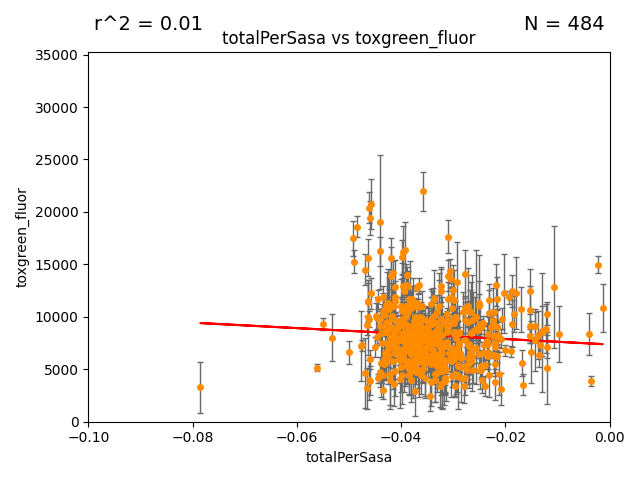 r^2 = 0.01
N = 484
totalPerSasa vs toxgreen_fluor
35000
30000
25000
20000
15000
10000
5000
0
toxgreen_fluor
−0.10
−0.08
−0.06
−0.04
−0.02
0.00
totalPerSasa